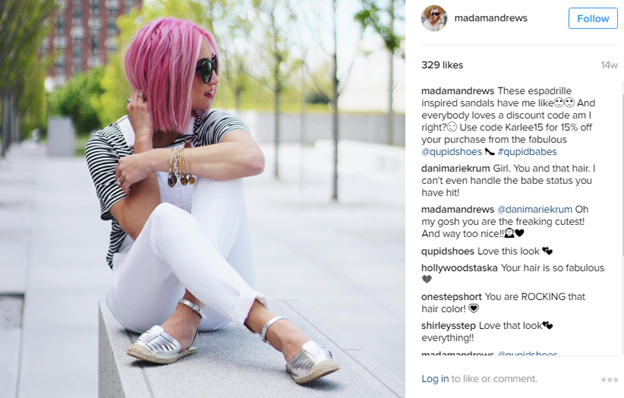 madamandrews
Follow
329 likes
14w
madamandrews These espadrille
inspired sandals have me like And
everybody loves a discount code am I
right? Use code Karlee15 for 15% off
your purchase from the fabulous
@qupidshoes #qupidbabes
danimariekrum Girl. You and that hair. I
can't even handle the babe status you
have hit!
madamandrews @danimariekrum Oh
my gosh you are the freaking cutest!
And way too nice!!
qupidshoes Love this look
hollywoodstaska Your hair is so fabulous
onestepshort You are ROCKING that
hair color!
shirleysstep Love that look
everything!!
madamandrews @qupidshoes
Log in to like or comment.